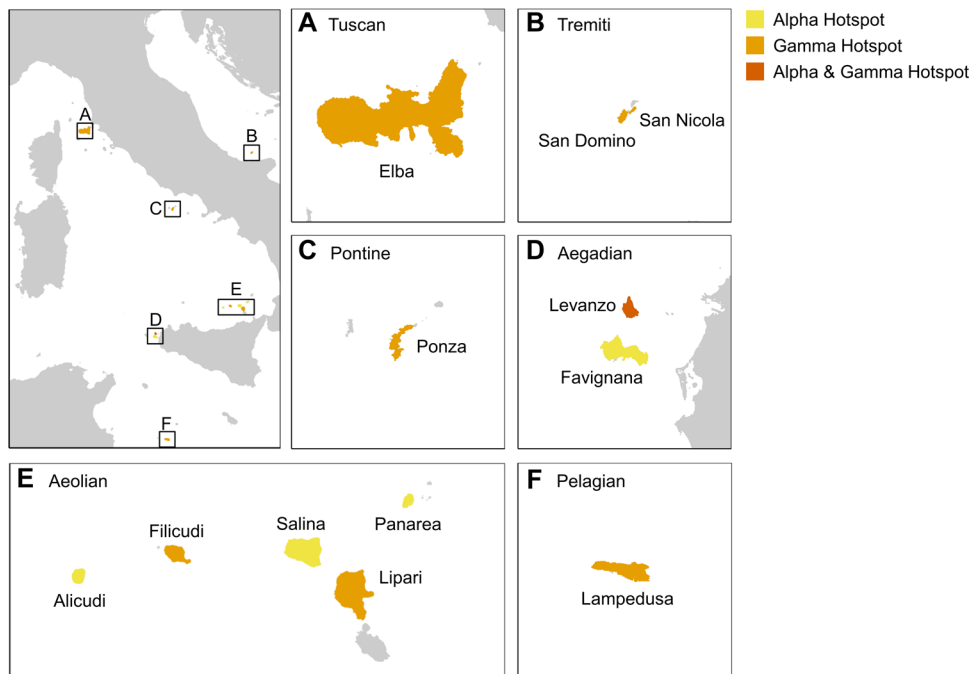 A
B
C
E
D
F
A Tuscan
Elba
B Tremiti
San Nicola
San Domino
Alpha Hotspot
Gamma Hotspot
Alpha & Gamma Hotspot
C Pontine
Ponza
D Aegadian
Levanzo
Favignana
E Aeolian
Panarea
Salina
Filicudi
Lipari
Alicudi
F Pelagian
Lampedusa